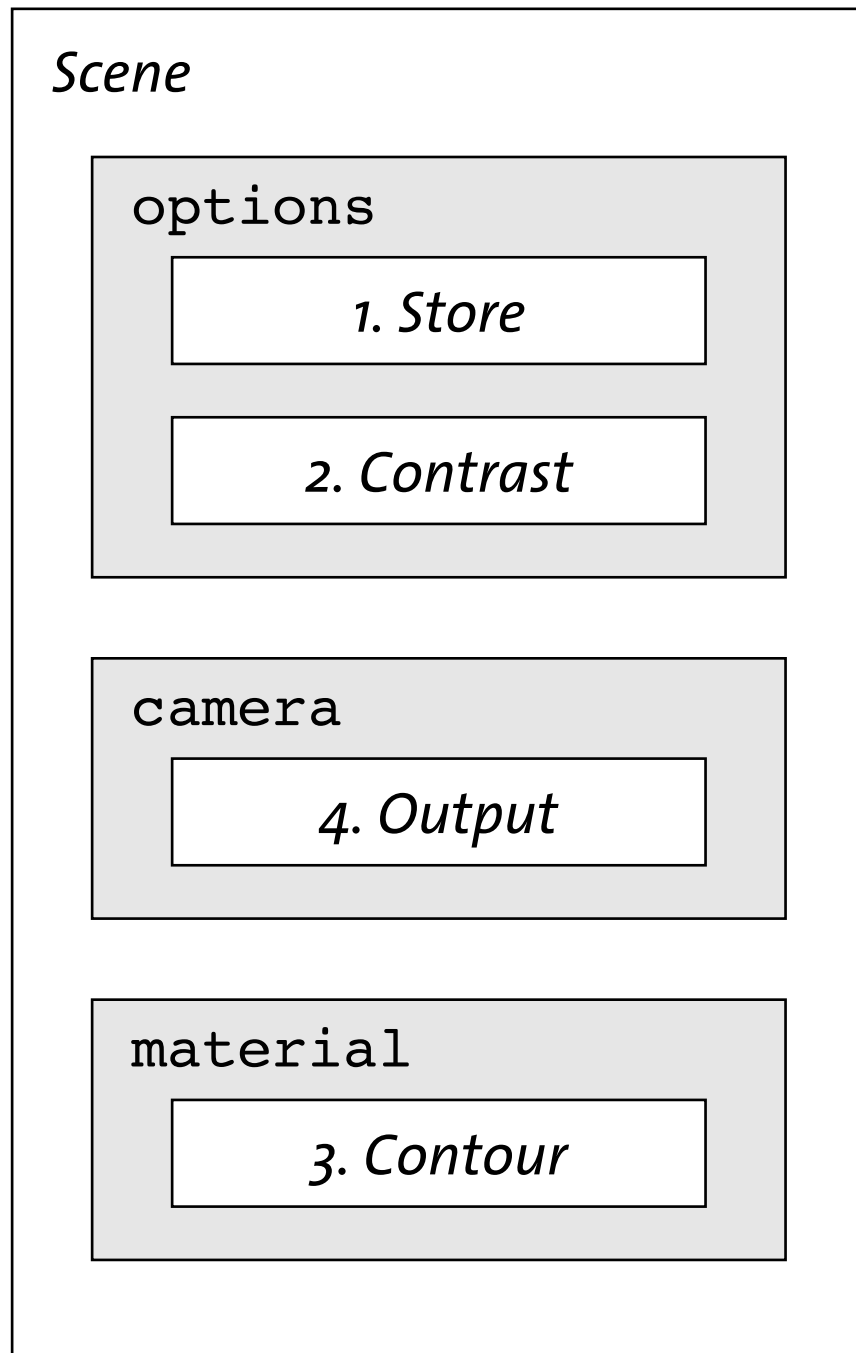 Scene
options
1. Store
2. Contrast
camera
4. Output
material
3. Contour